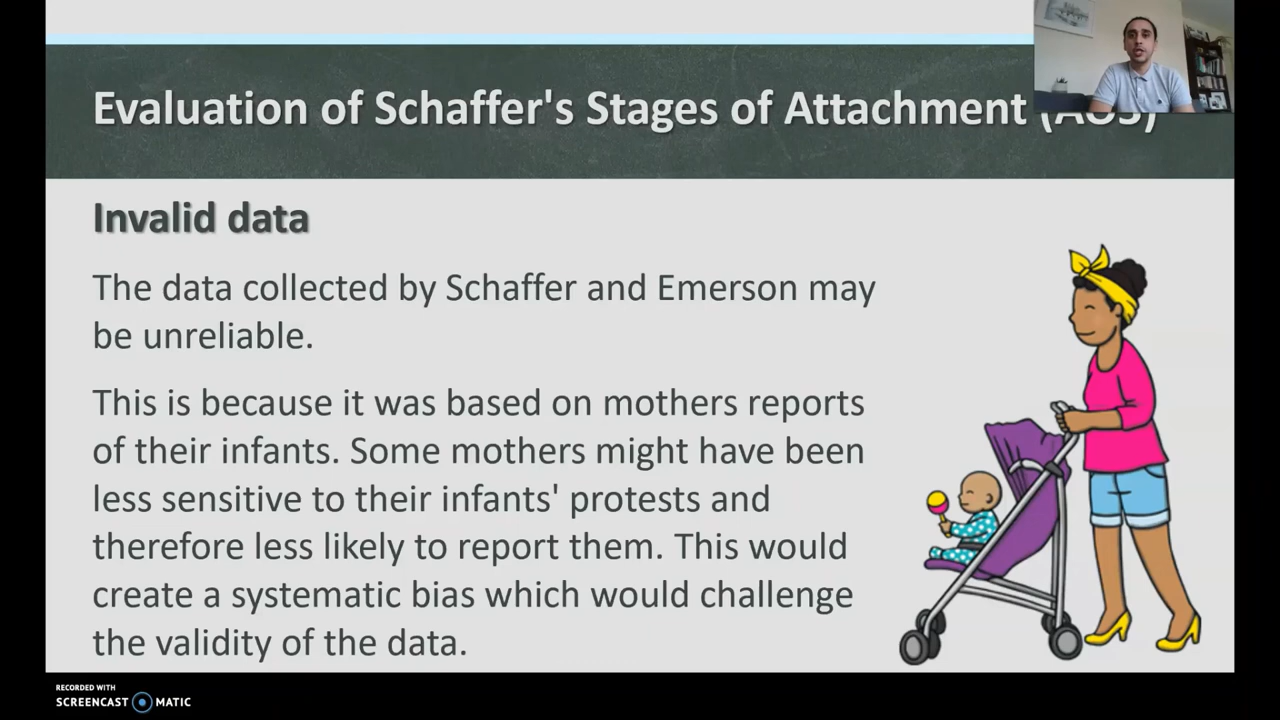 Evaluation of Schaffer's Stages of Attachment
Invalid data
The data collected by Schaffer and Emerson may
be unreliable.
This is because it was based on mothers reports
of their infants. Some mothers might have been
less sensitive to their infants' protests and
therefore less likely to report them. This would
create a systematic bias which would challenge
the validity of the data.
RECORDED WITH
SCREENCAST MATIC